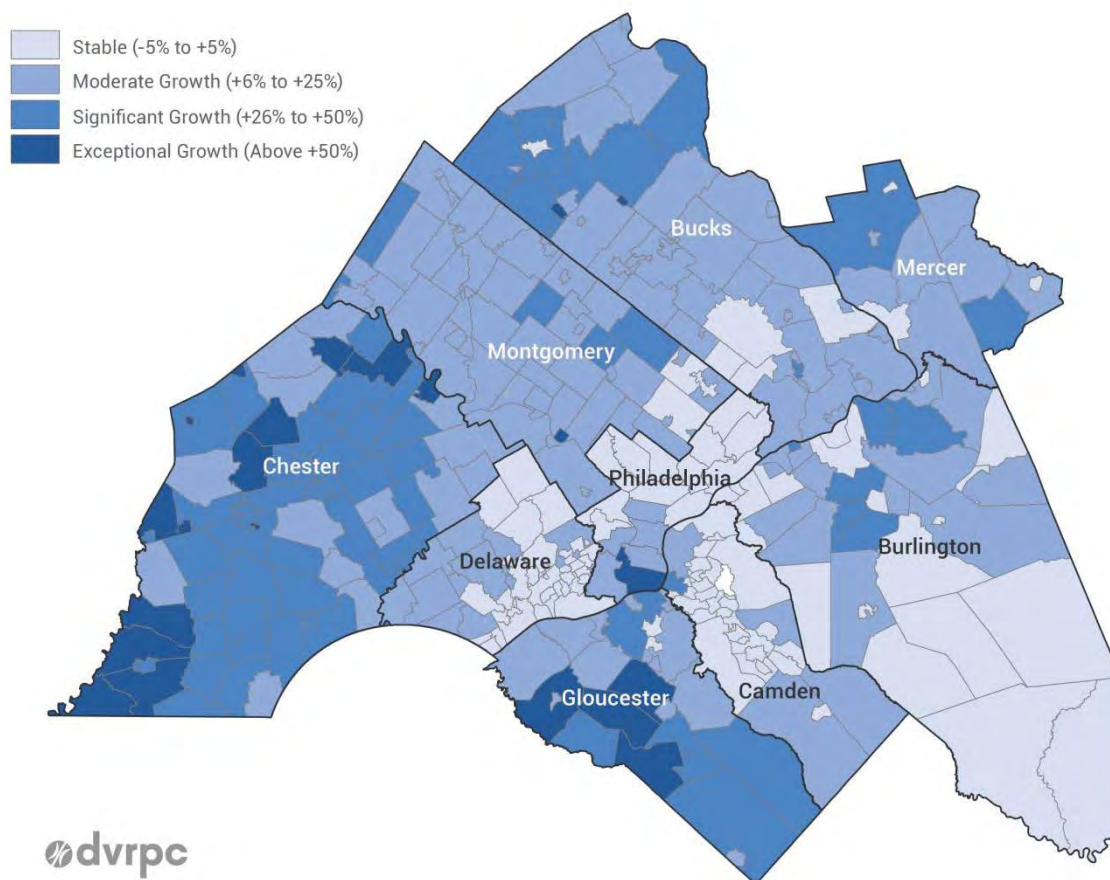 Stable (-5% to +5%)
Moderate Growth (+6% to +25%)
Significant Growth (+26% to +50%)
Exceptional Growth (Above +50%)
Bucks
Mercer
Montgomery
Chester
Philadelphia
Delaware
Burlington
Gloucester
Camden
dvrpc